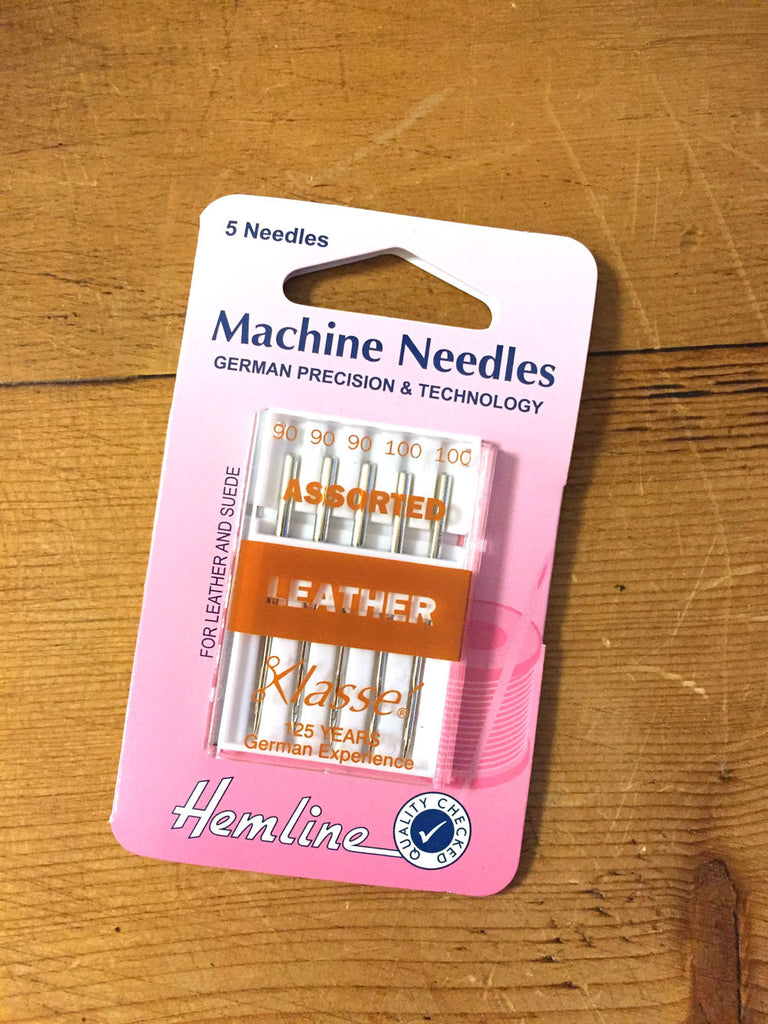 5 Needles
Machine Needles
GERMAN PRECISION & TECHNOLOGY
90 90 90 100 100
ASSORTED
FOR LEATHER AND SUEDE
LEATHER
Klassé®
125 YEARS
German Experience
Hemline
QUALITY CHECKED